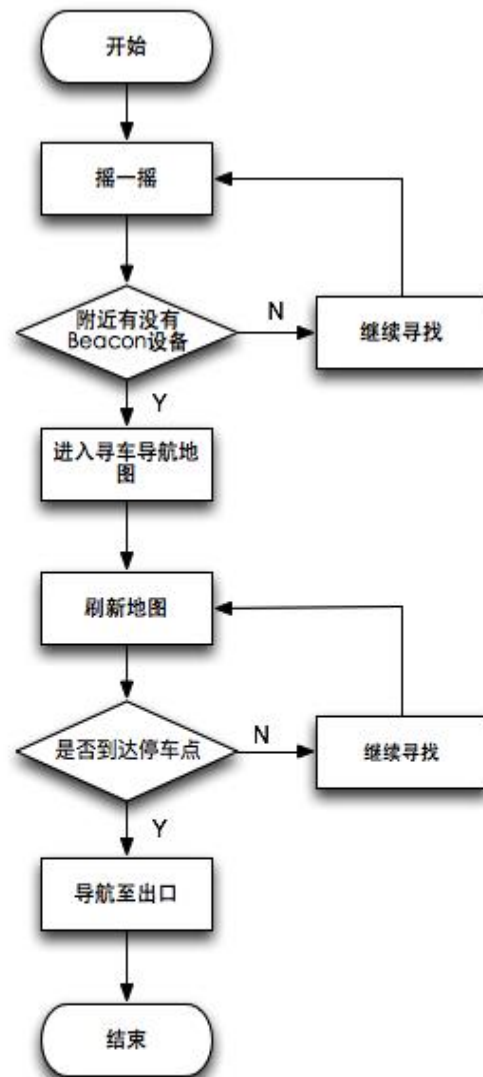 开始
摇一摇
附近有没有
Beacon设备
N
继续寻找
Y
进入寻车导航地
图
刷新地图
是否到达停车点
N
继续寻找
Y
导航至出口
结束